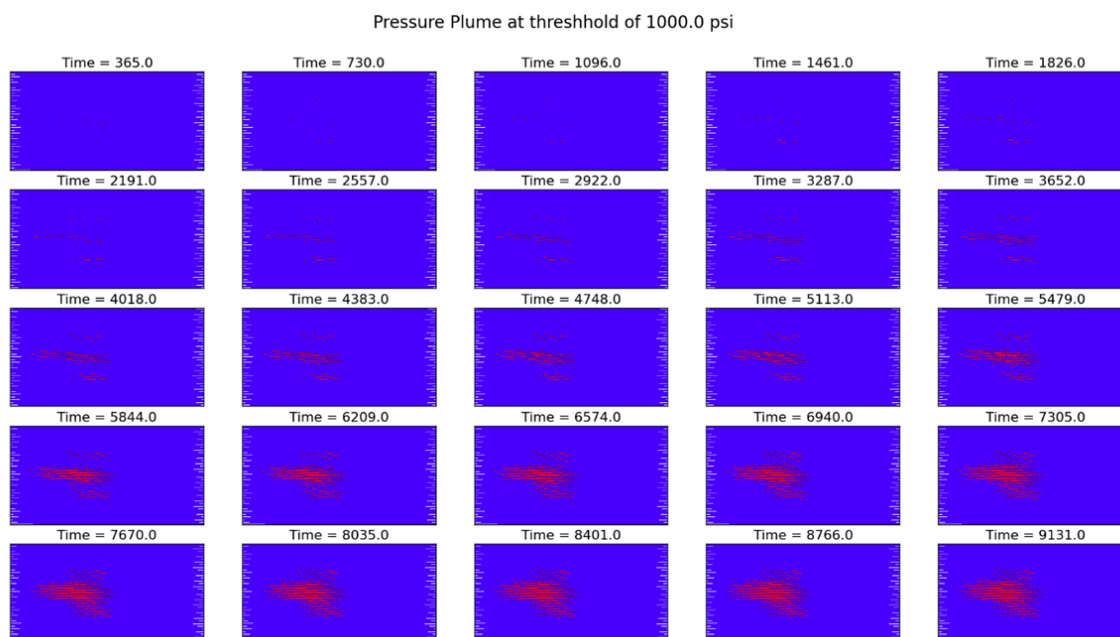 Pressure Plume at threshhold of 1000.0 psi
Time = 365.0
Time = 730.0
Time = 1096.0
Time = 1461.0
Time = 1826.0
Time = 2191.0
Time = 2557.0
Time = 2922.0
Time = 3287.0
Time = 3652.0
Time = 4018.0
Time = 4383.0
Time = 4748.0
Time = 5113.0
Time = 5479.0
Time = 5844.0
Time = 6209.0
Time = 6574.0
Time = 6940.0
Time = 7305.0
Time = 7670.0
Time = 8035.0
Time = 8401.0
Time = 8766.0
Time = 9131.0